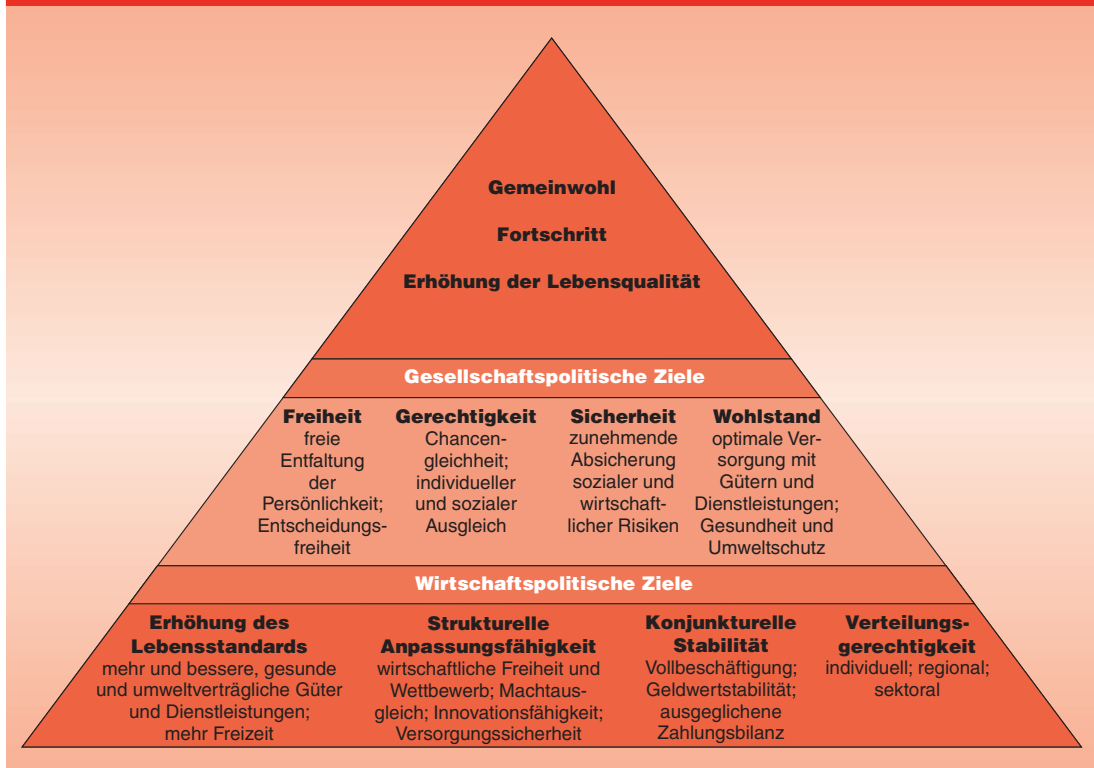 Gemeinwohl
Fortschritt
Erhöhung der Lebensqualität
Gesellschaftspolitische Ziele
Freiheit
freie
Entfaltung
der
Persönlichkeit;
Entscheidungs-
freiheit
Gerechtigkeit
Chancen-
gleichheit;
individueller
und sozialer
Ausgleich
Sicherheit
zunehmende
Absicherung
sozialer und
wirtschaft-
licher Risiken
Wohlstand
optimale Ver-
sorgung mit
Gütern und
Dienstleistungen;
Gesundheit und
Umweltschutz
Wirtschaftspolitische Ziele
Erhöhung des
Lebensstandards
mehr und bessere, gesunde
und umweltverträgliche Güter
und Dienstleistungen;
mehr Freizeit
Strukturelle
Anpassungsfähigkeit
wirtschaftliche Freiheit und
Wettbewerb; Machtaus-
gleich; Innovationsfähigkeit;
Versorgungssicherheit
Konjunkturelle
Stabilität
Vollbeschäftigung;
Geldwertstabilität;
ausgeglichene
Zahlungsbilanz
Verteilungs-
gerechtigkeit
individuell; regional;
sektoral